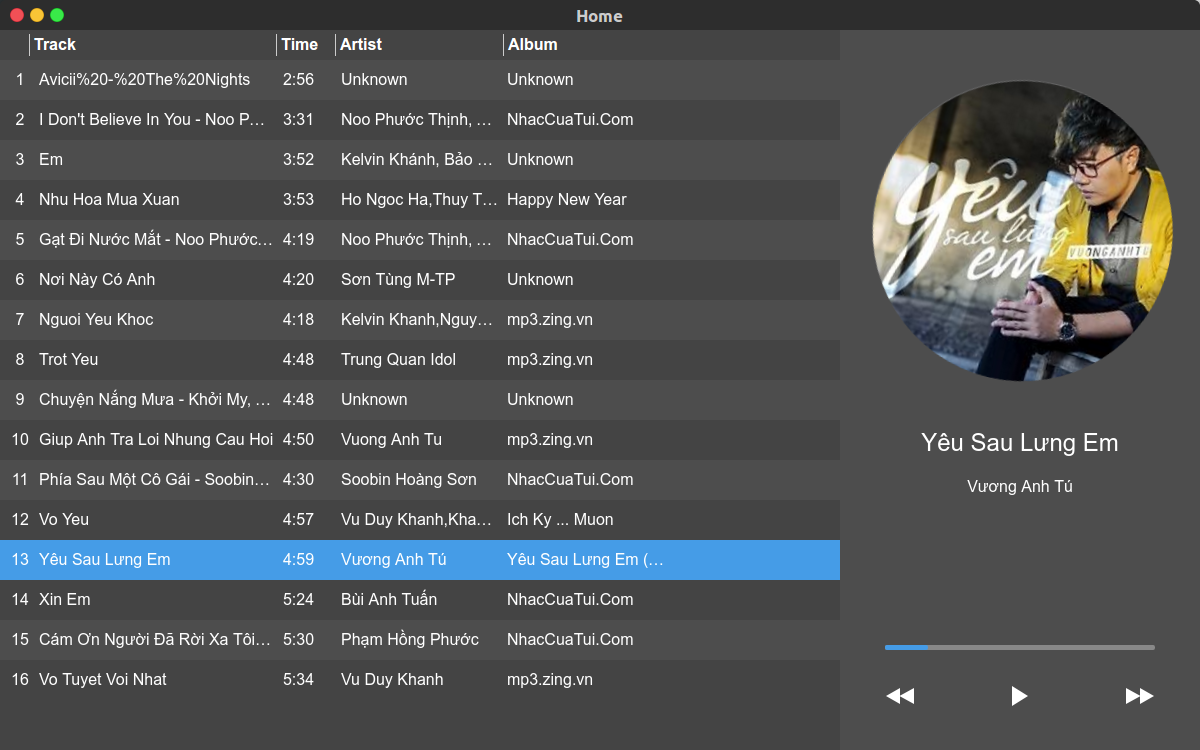 Home
Track Time Artist Album
1 Avicii%20-%20The%20Nights 2:56 Unknown Unknown
2 I Don't Believe In You - Noo P… 3:31 Noo Phước Thịnh, … NhacCuaTui.Com
3 Em 3:52 Kelvin Khánh, Bảo … Unknown
4 Nhu Hoa Mua Xuan 3:53 Ho Ngoc Ha,Thuy T… Happy New Year
5 Gạt Đi Nước Mắt - Noo Phước… 4:19 Noo Phước Thịnh, … NhacCuaTui.Com
6 Nơi Này Có Anh 4:20 Sơn Tùng M-TP Unknown
7 Nguoi Yeu Khoc 4:18 Kelvin Khanh,Nguy… mp3.zing.vn
8 Trot Yeu 4:48 Trung Quan Idol mp3.zing.vn
9 Chuyện Nắng Mưa - Khởi My, … 4:48 Unknown Unknown
10 Giup Anh Tra Loi Nhung Cau Hoi 4:50 Vuong Anh Tu mp3.zing.vn
11 Phía Sau Một Cô Gái - Soobin… 4:30 Soobin Hoàng Sơn NhacCuaTui.Com
12 Vo Yeu 4:57 Vu Duy Khanh,Kha… Ich Ky ... Muon
13 Yêu Sau Lưng Em 4:59 Vương Anh Tú Yêu Sau Lưng Em (…
14 Xin Em 5:24 Bùi Anh Tuấn NhacCuaTui.Com
15 Cám Ơn Người Đã Rời Xa Tôi… 5:30 Phạm Hồng Phước NhacCuaTui.Com
16 Vo Tuyet Voi Nhat 5:34 Vu Duy Khanh mp3.zing.vn
yêu
sau lưng
em
VUONGANHTU
Yêu Sau Lưng Em
Vương Anh Tú